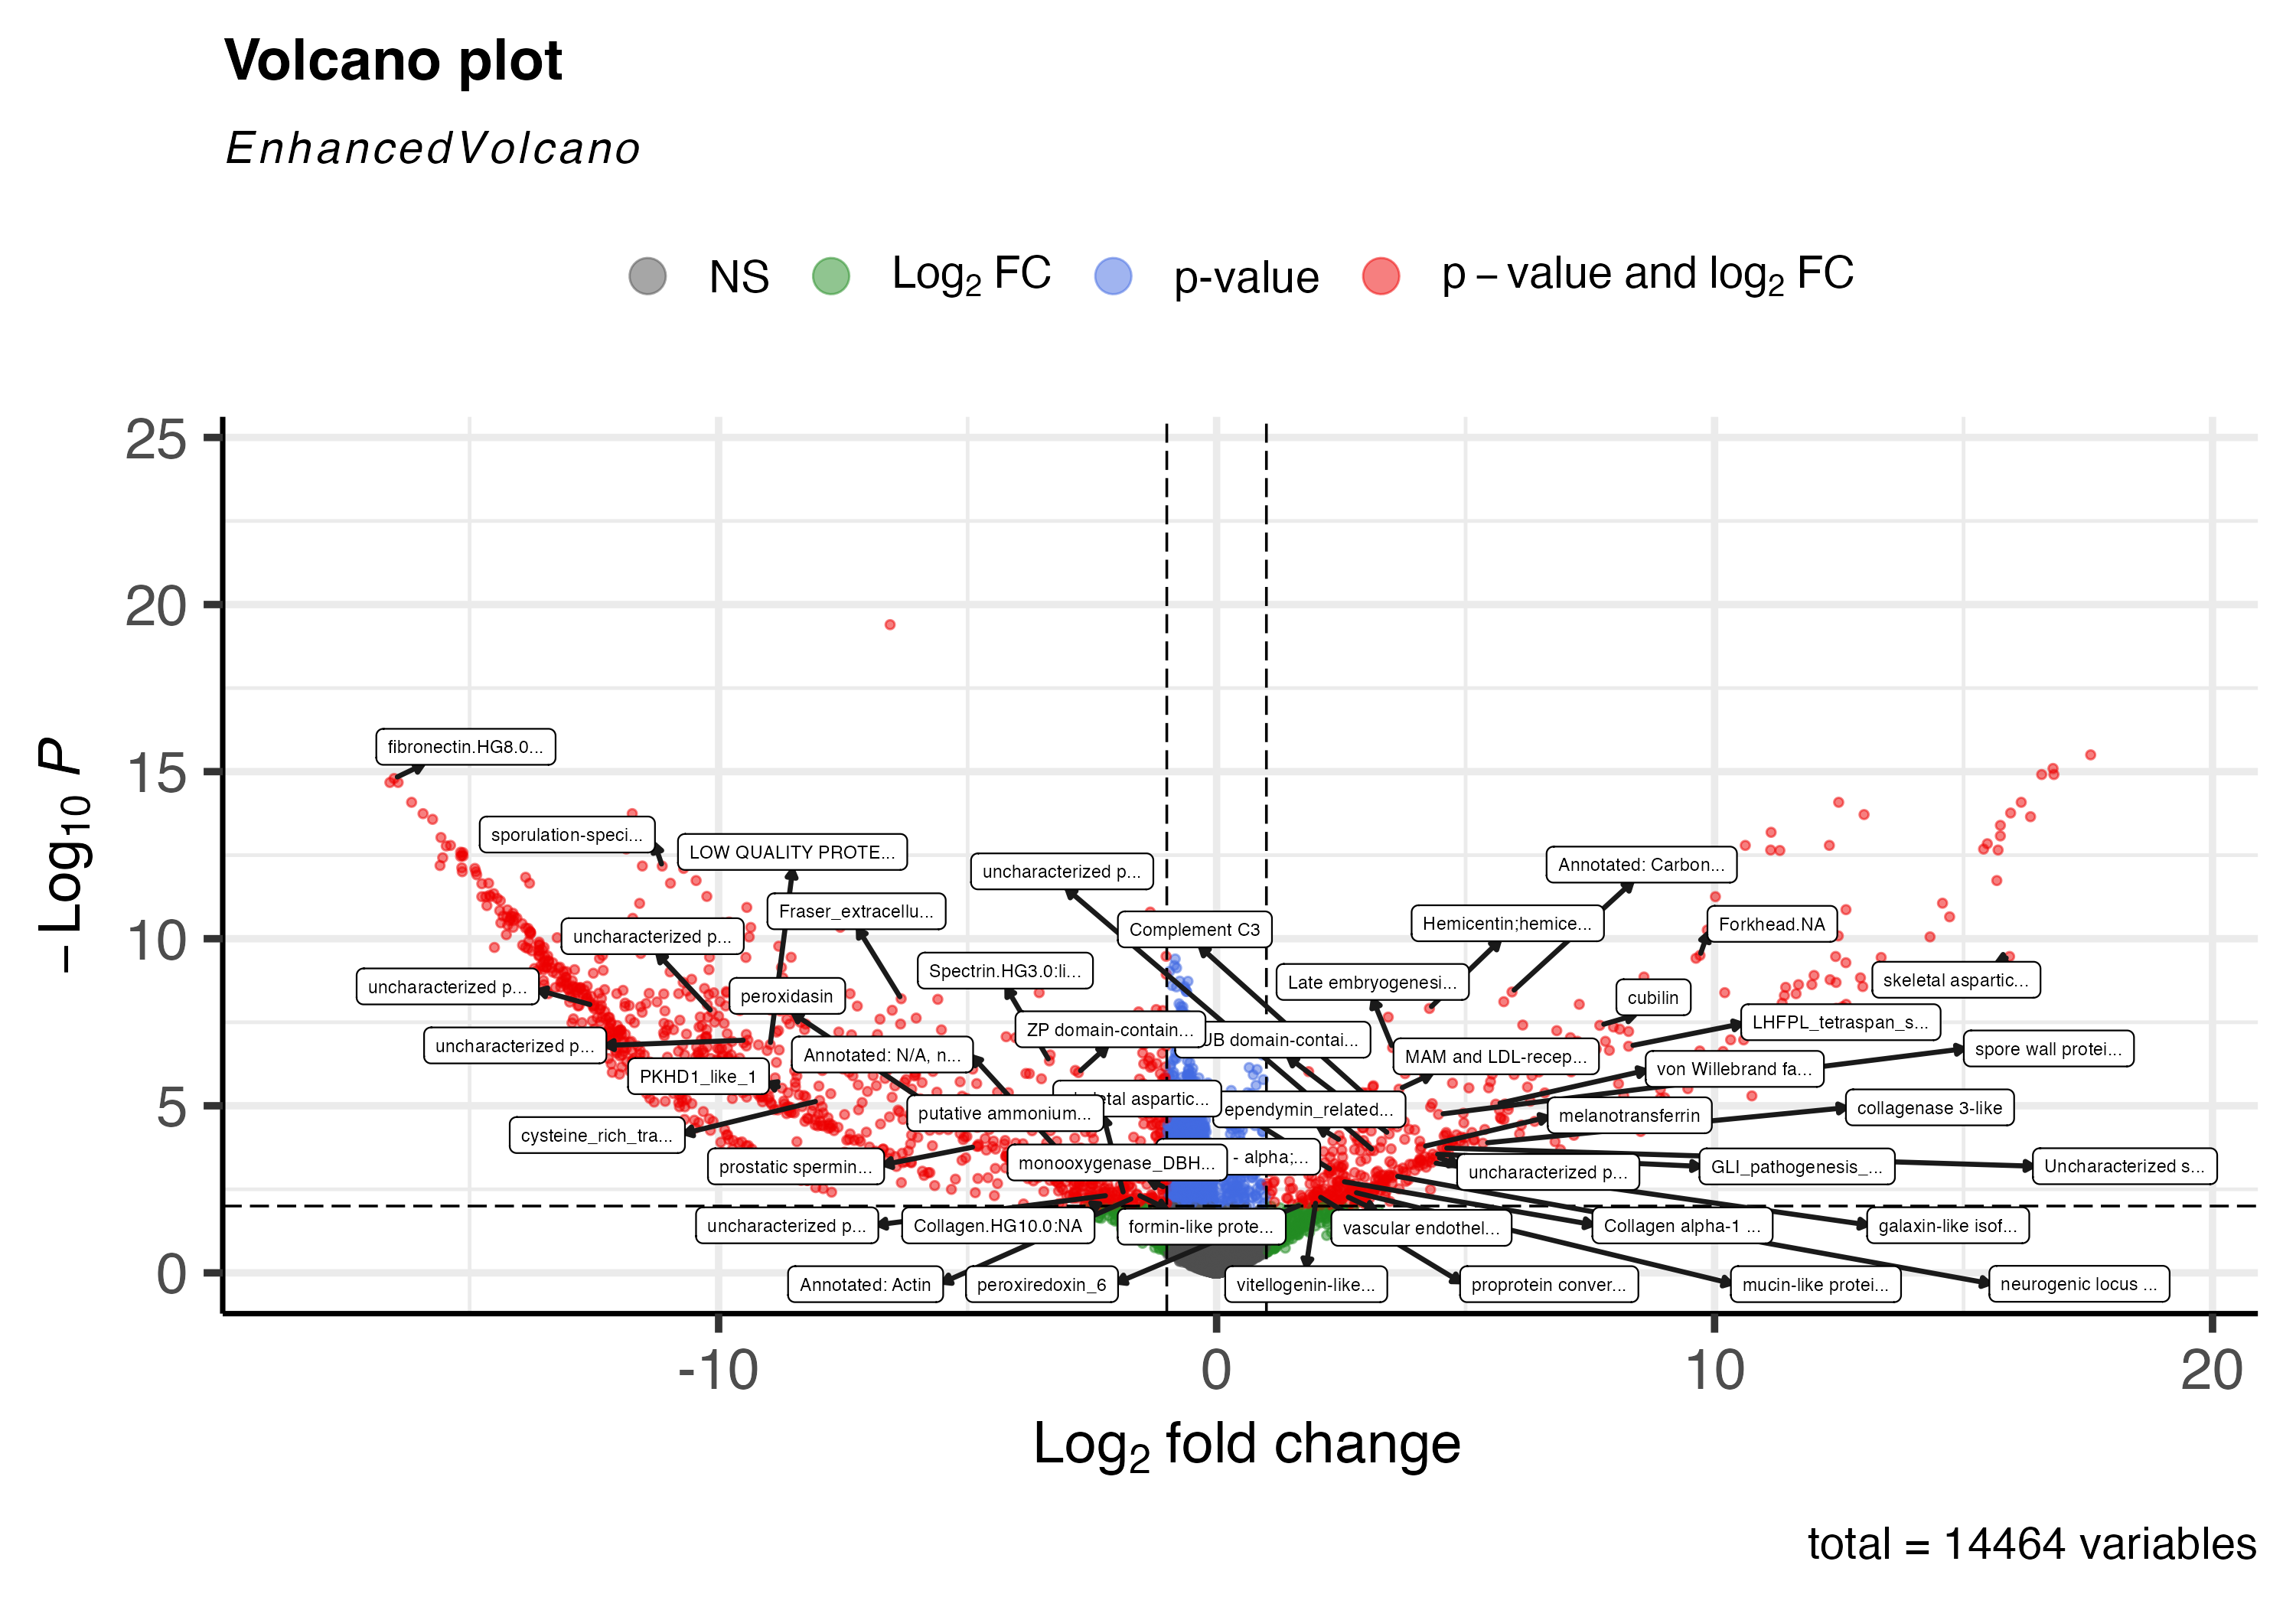 Volcano plot
EnhancedVolcano
NS
Log2 FC
p-value
p – value and log2 FC
25
20
15
10
5
0
– Log10 P
fibronectin.HG8.0...
sporulation-speci...
LOW QUALITY PROTE...
uncharacterized p...
Annotated: Carbon...
Fraser_extracellu...
Complement C3
Hemicentin;hemice...
Forkhead.NA
uncharacterized p...
Spectrin.HG3.0:li...
Late embryogenesi...
skeletal aspartic...
uncharacterized p...
peroxidasin
cubilin
ZP domain-contain...
UB domain-contai...
LHFPL_tetraspan_s...
uncharacterized p...
Annotated: N/A, n...
MAM and LDL-recep...
spore wall protei...
PKHD1_like_1
von Willebrand fa...
etal aspartic...
putative ammonium...
ependymin_related...
melanotransferrin
collagenase 3-like
cysteine_rich_tra...
prostatic spermin...
monooxygenase_DBH...
- alpha;...
uncharacterized p...
GLI_pathogenesis_...
Uncharacterized s...
uncharacterized p...
Collagen.HG10.0:NA
formin-like prote...
vascular endothel...
Collagen alpha-1 ...
galaxin-like isof...
Annotated: Actin
peroxiredoxin_6
vitellogenin-like...
proprotein conver...
mucin-like protei...
neurogenic locus ...
-10
0
10
20
Log2 fold change
total = 14464 variables